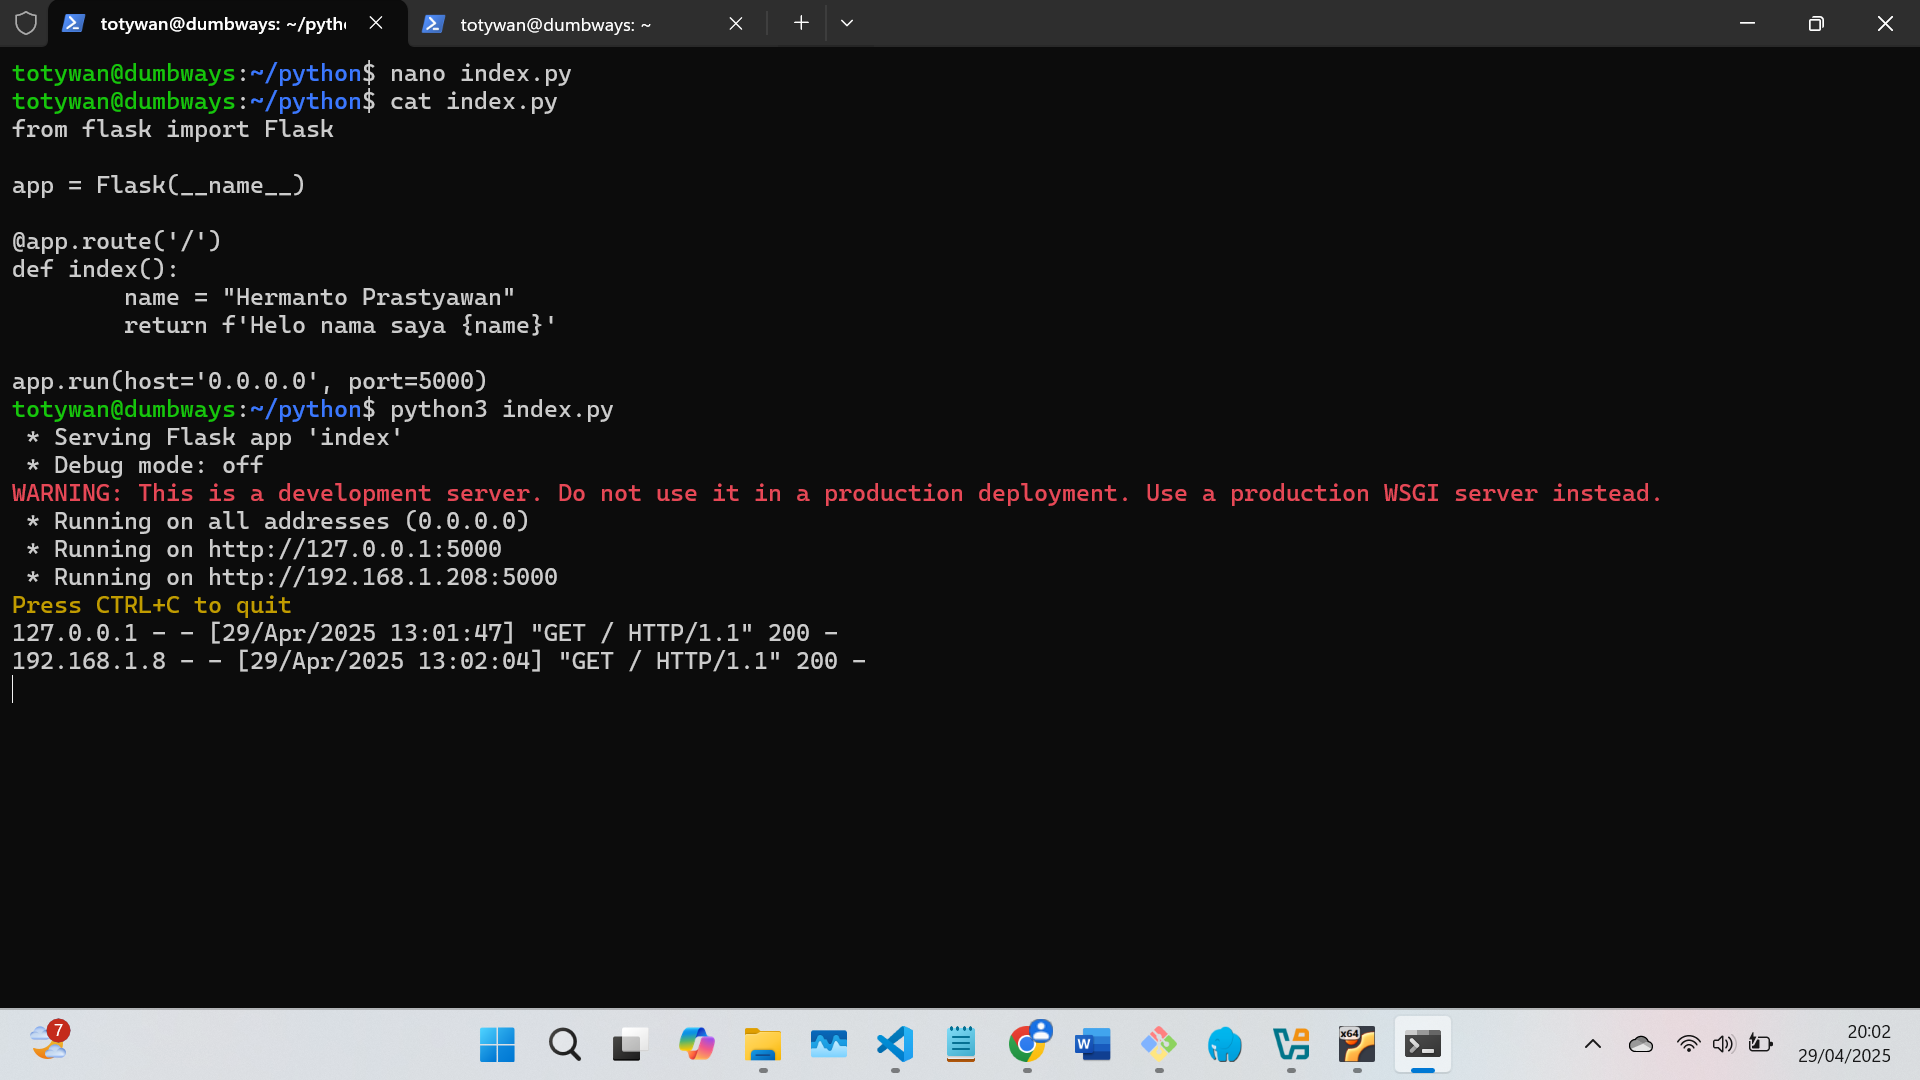 totywan@dumbways: ~/pyth
totywan@dumbways: ~
totywan@dumbways:~/python$ nano index.py
totywan@dumbways:~/python$ cat index.py
from flask import Flask
app = Flask(__name__)
@app.route('/')
def index():
name = "Hermanto Prastyawan"
return f'Helo nama saya {name}'
app.run(host='0.0.0.0', port=5000)
totywan@dumbways:~/python$ python3 index.py
* Serving Flask app 'index'
* Debug mode: off
WARNING: This is a development server. Do not use it in a production deployment. Use a production WSGI server instead.
* Running on all addresses (0.0.0.0)
* Running on http://127.0.0.1:5000
* Running on http://192.168.1.208:5000
Press CTRL+C to quit
127.0.0.1 - - [29/Apr/2025 13:01:47] "GET / HTTP/1.1" 200 -
192.168.1.8 - - [29/Apr/2025 13:02:04] "GET / HTTP/1.1" 200 -
7
W
x64
20:02
29/04/2025